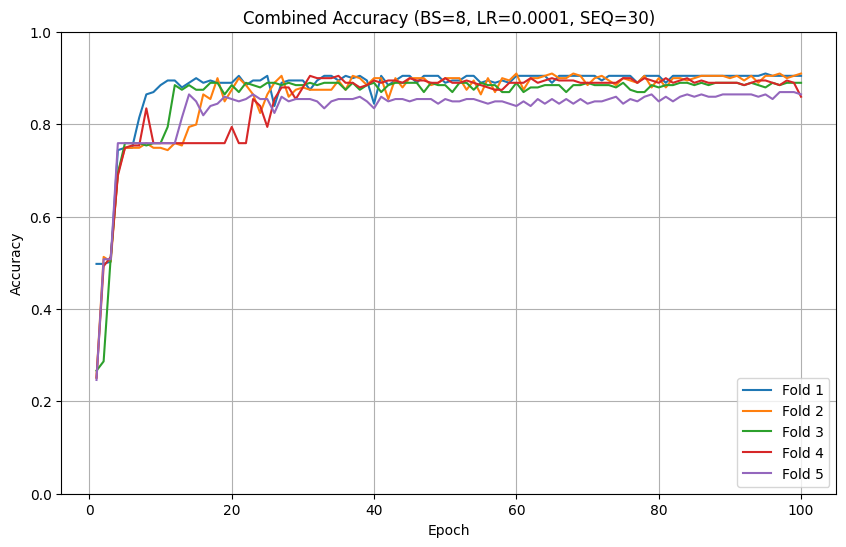 Combined Accuracy (BS=8, LR=0.0001, SEQ=30)
1.0
0.8
0.6
0.4
0.2
0.0
Accuracy
0 20 40 60 80 100
Epoch
Fold 1
Fold 2
Fold 3
Fold 4
Fold 5